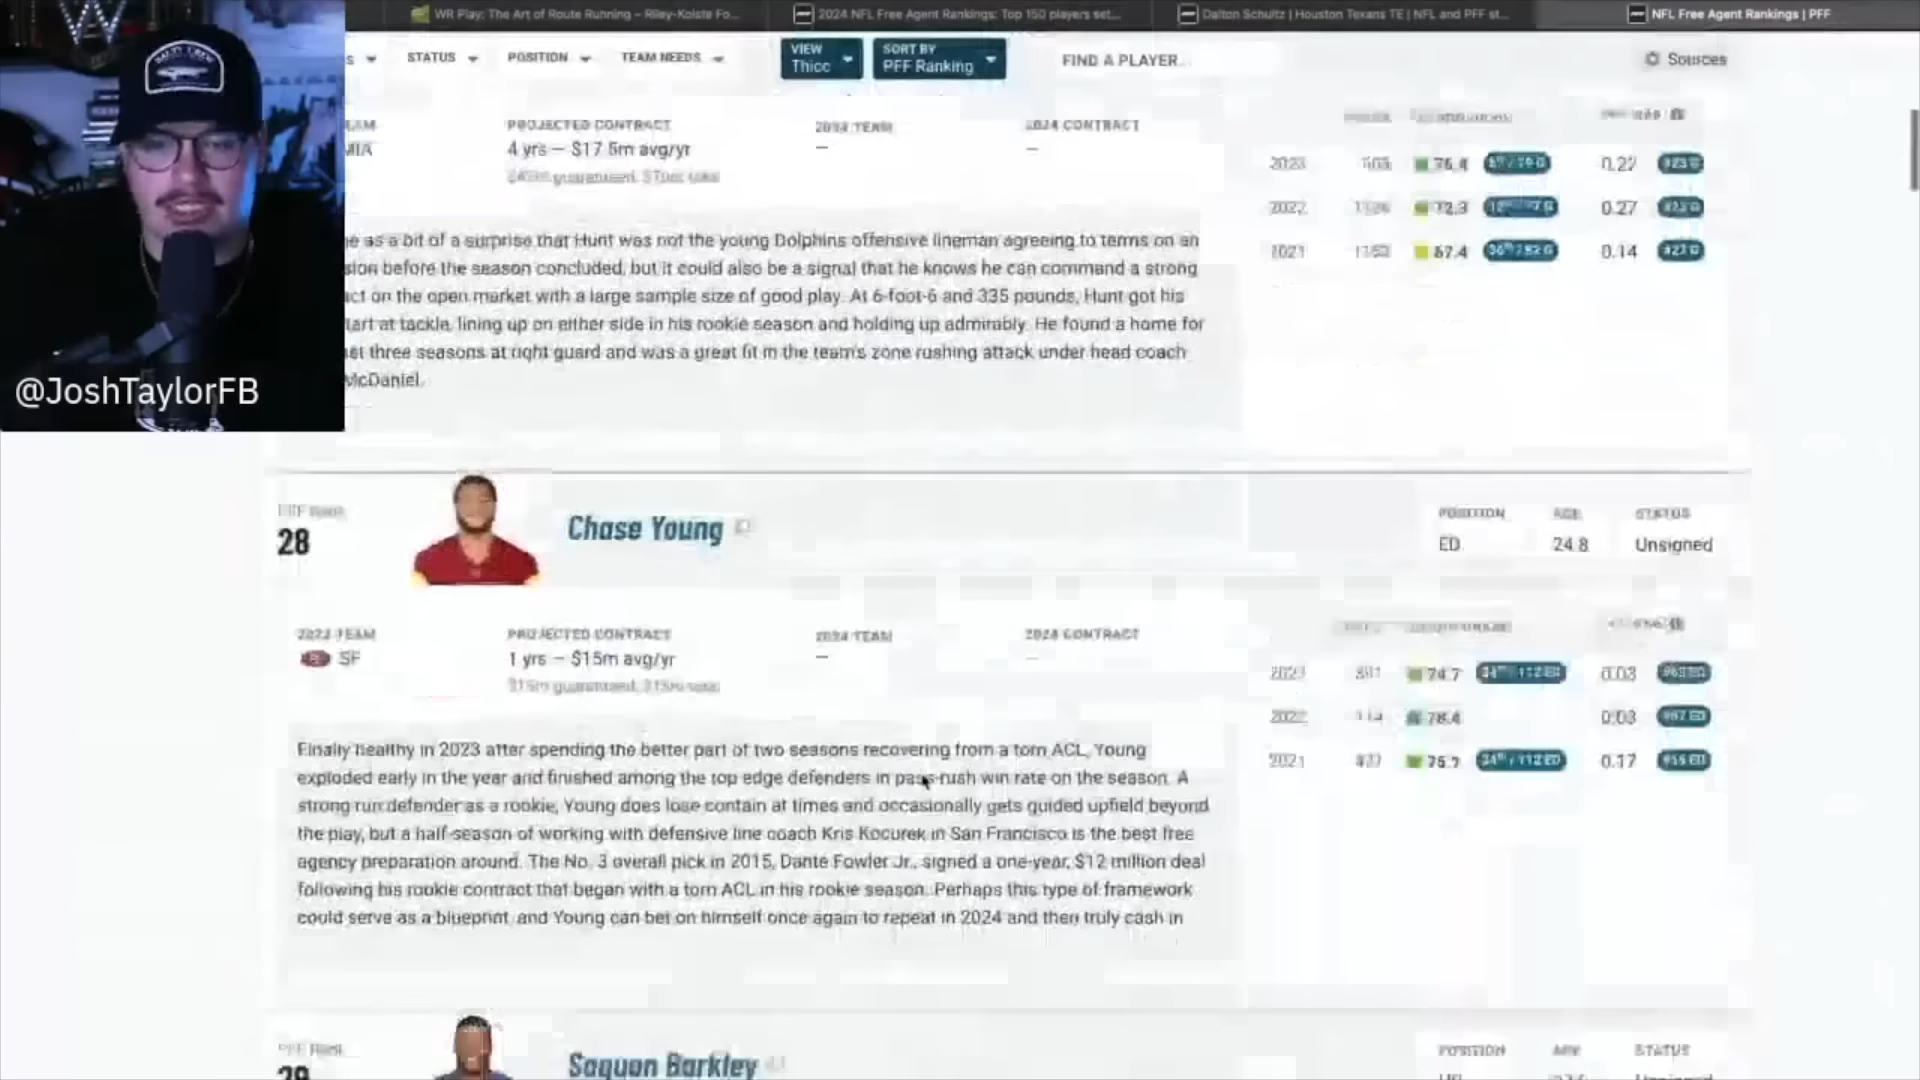 WR Play: The Art of Route Running – Riley-Kolste Fo...
2024 NFL Free Agent Rankings: Top 150 players set...
Dalton Schultz | Houston Texans TE | NFL and PFF st...
NFL Free Agent Rankings | PFF
STATUS
POSITION
TEAM NEEDS
VIEW
Thicc
SORT BY
PFF Ranking
FIND A PLAYER...
Sources
PROJECTED CONTRACT
2024 TEAM
2024 CONTRACT
MIA
4 yrs – $17.5m avg/yr
—
—
2023 76.4 0.22
2022 72.3 0.27
2021 67.4 0.14
as a bit of a surprise that Hunt was not the young Dolphins offensive lineman agreeing to terms on an
before the season concluded, but it could also be a signal that he knows he can command a strong
on the open market with a large sample size of good play. At 6-foot-6 and 335 pounds, Hunt got his
at tackle, lining up on either side in his rookie season and holding up admirably. He found a home for
three seasons at right guard and was a great fit in the team's zone rushing attack under head coach
McDaniel.
@JoshTaylorFB
PFF Rank
28
Chase Young
POSITION
AGE
STATUS
ED
24.8
Unsigned
2023 TEAM
PROJECTED CONTRACT
2024 TEAM
2024 CONTRACT
SF
1 yrs – $15m avg/yr
—
—
$15m guaranteed, $15m total
2023 74.7 0.03
2022 0.03
2021 0.17
Finally healthy in 2023 after spending the better part of two seasons recovering from a torn ACL, Young
exploded early in the year and finished among the top edge defenders in pass-rush win rate on the season. A
strong run defender as a rookie, Young does lose contain at times and occasionally gets guided upfield beyond
the play, but a half-season of working with defensive line coach Kris Kocurek in San Francisco is the best free
agency preparation around. The No. 3 overall pick in 2015, Dante Fowler Jr., signed a one-year, $12 million deal
following his rookie contract that began with a torn ACL in his rookie season. Perhaps this type of framework
could serve as a blueprint, and Young can bet on himself once again to repeat in 2024 and then truly cash in
PFF Rank
29
Saquon Barkley
POSITION
STATUS